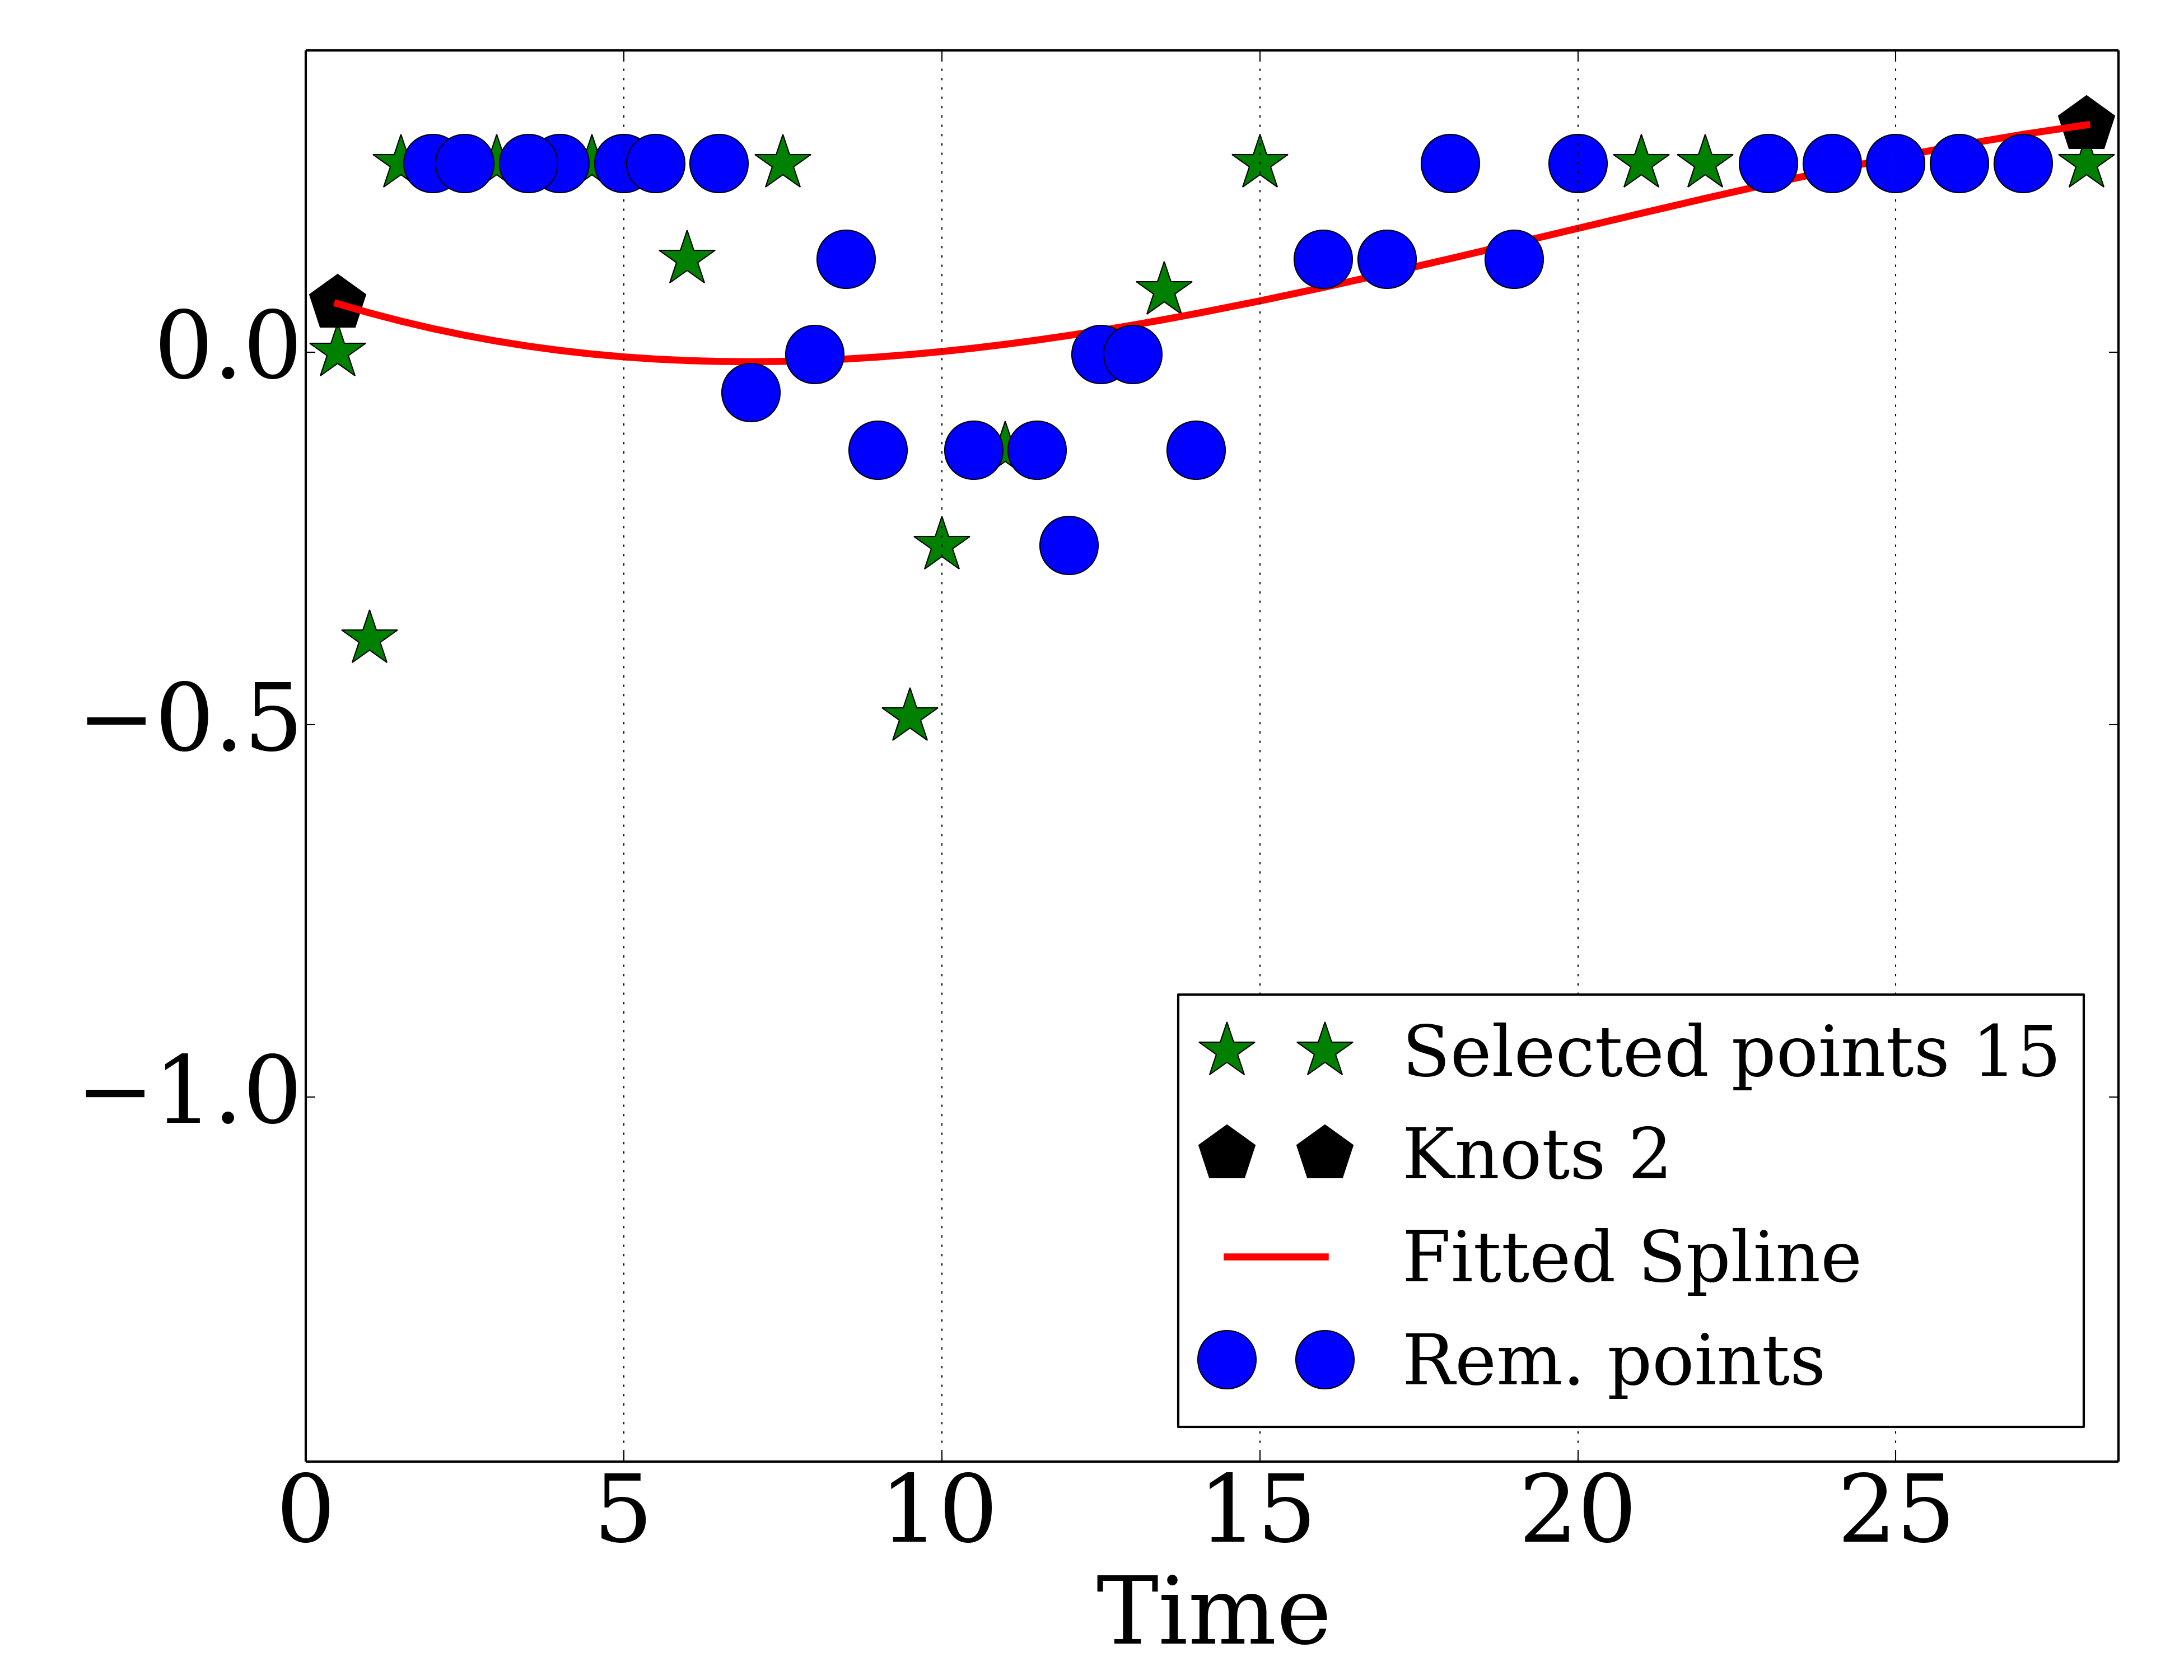 0.0
−0.5
−1.0
Selected points 15
Knots 2
Fitted Spline
Rem. points
0 5 10 15 20 25
Time